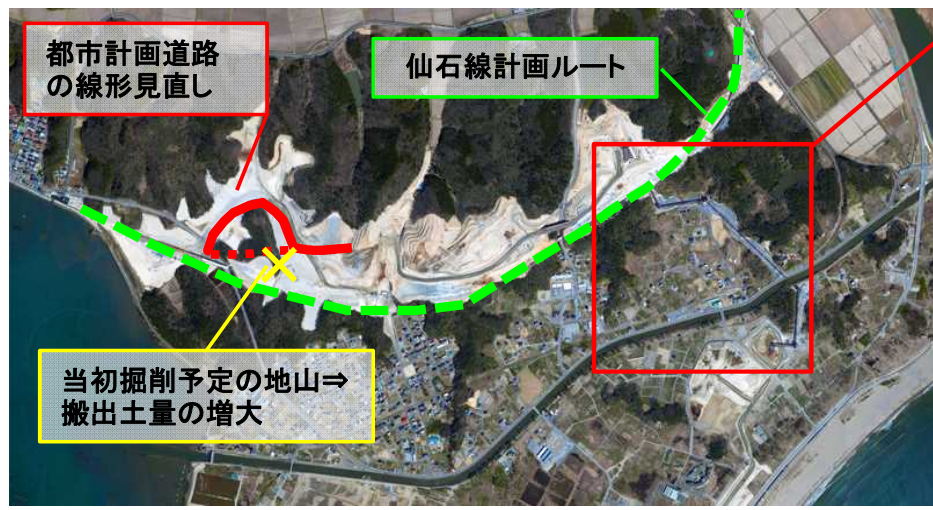 都市計画道路
の線形見直し
仙石線計画ルート
当初掘削予定の地山⇒
搬出土量の増大